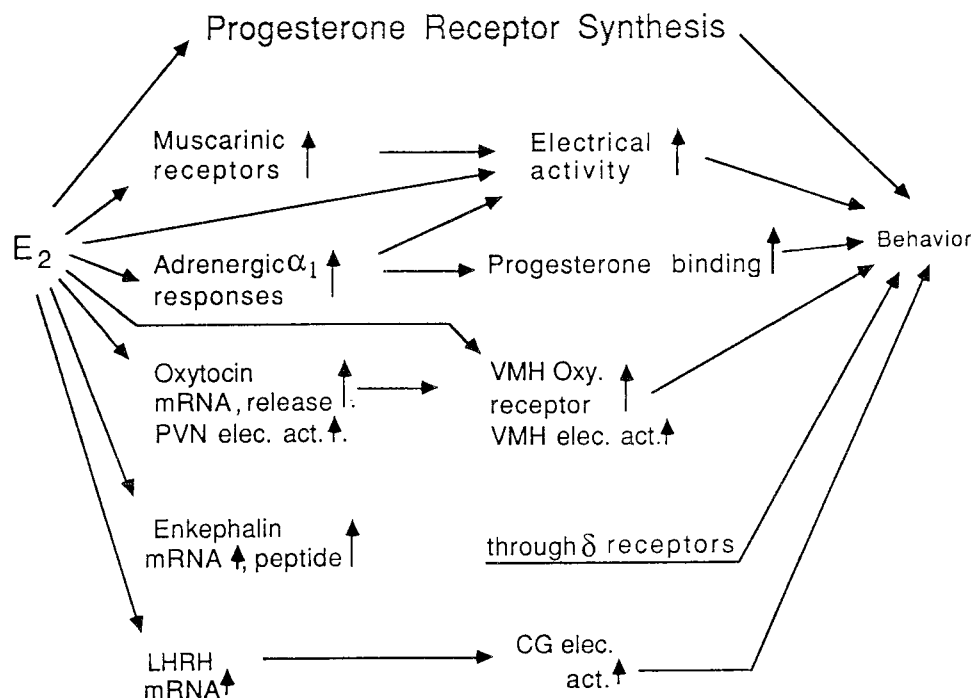 Progesterone Receptor Synthesis
Muscarinic
receptors
Electrical
activity
E₂
Behavior
Adrenergic α₁
responses
Progesterone binding
Oxytocin
mRNA, release
PVN elec. act.
VMH Oxy.
receptor
VMH elec. act.
Enkephalin
mRNA , peptide
through δ receptors
LHRH
mRNA
CG elec.
act.